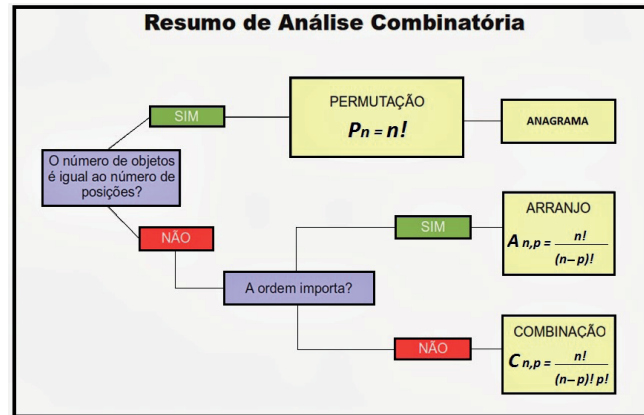 Resumo de Análise Combinatória
SIM
PERMUTAÇÃO
Pn = n!
ANAGRAMA
O número de objetos
é igual ao número de
posições?
NÃO
A ordem importa?
SIM
ARRANJO
A n,p = n!
(n–p)!
NÃO
COMBINAÇÃO
C n,p = n!
(n–p)! p!